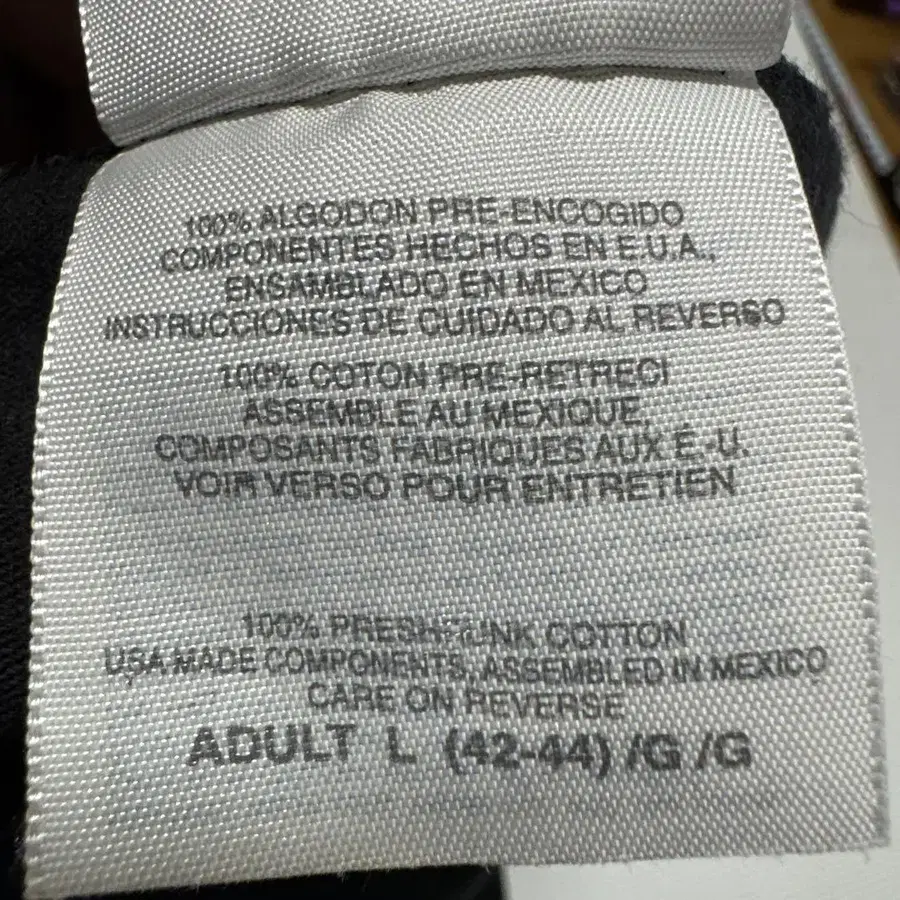 100% ALGODON PRE-ENCOGIDO
COMPONENTES HECHOS EN E.U.A.,
ENSAMBLADO EN MEXICO
INSTRUCCIONES DE CUIDADO AL REVERSO
100% COTON PRE-RETRECI
ASSEMBLE AU MEXIQUE,
COMPOSANTS FABRIQUES AUX É.-U.
VOIR VERSO POUR ENTRETIEN
100% PRESHRUNK COTTON
USA MADE COMPONENTS, ASSEMBLED IN MEXICO
CARE ON REVERSE
ADULT L (42-44) /G /G